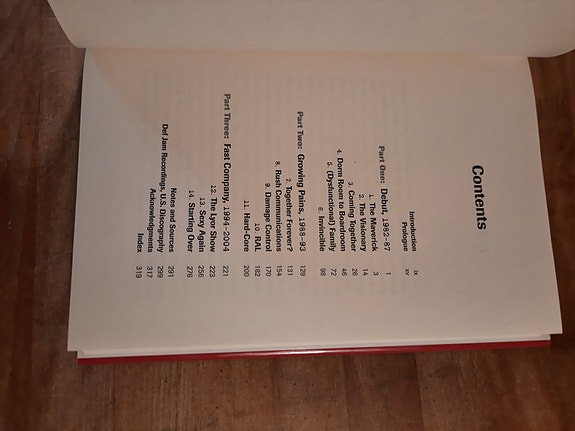 Contents
Introduction ix
Prologue xv
Part One: Debut, 1982–87 1
1. The Maverick 3
2. The Visionary 14
3. Coming Together 26
4. Dorm Room to Boardroom 46
5. (Dysfunctional) Family 72
6. Invincible 98
Part Two: Growing Pains, 1988–93 129
7. Together Forever? 131
8. Rush Communications 154
9. Damage Control 170
10. RAL 182
11. Hard-Core 200
Part Three: Fast Company, 1994–2004 221
12. The Lyor Show 223
13. Sexy Again 256
14. Starting Over 276
Notes and Sources 291
Def Jam Recordings, U.S. Discography 299
Acknowledgments 317
Index 319